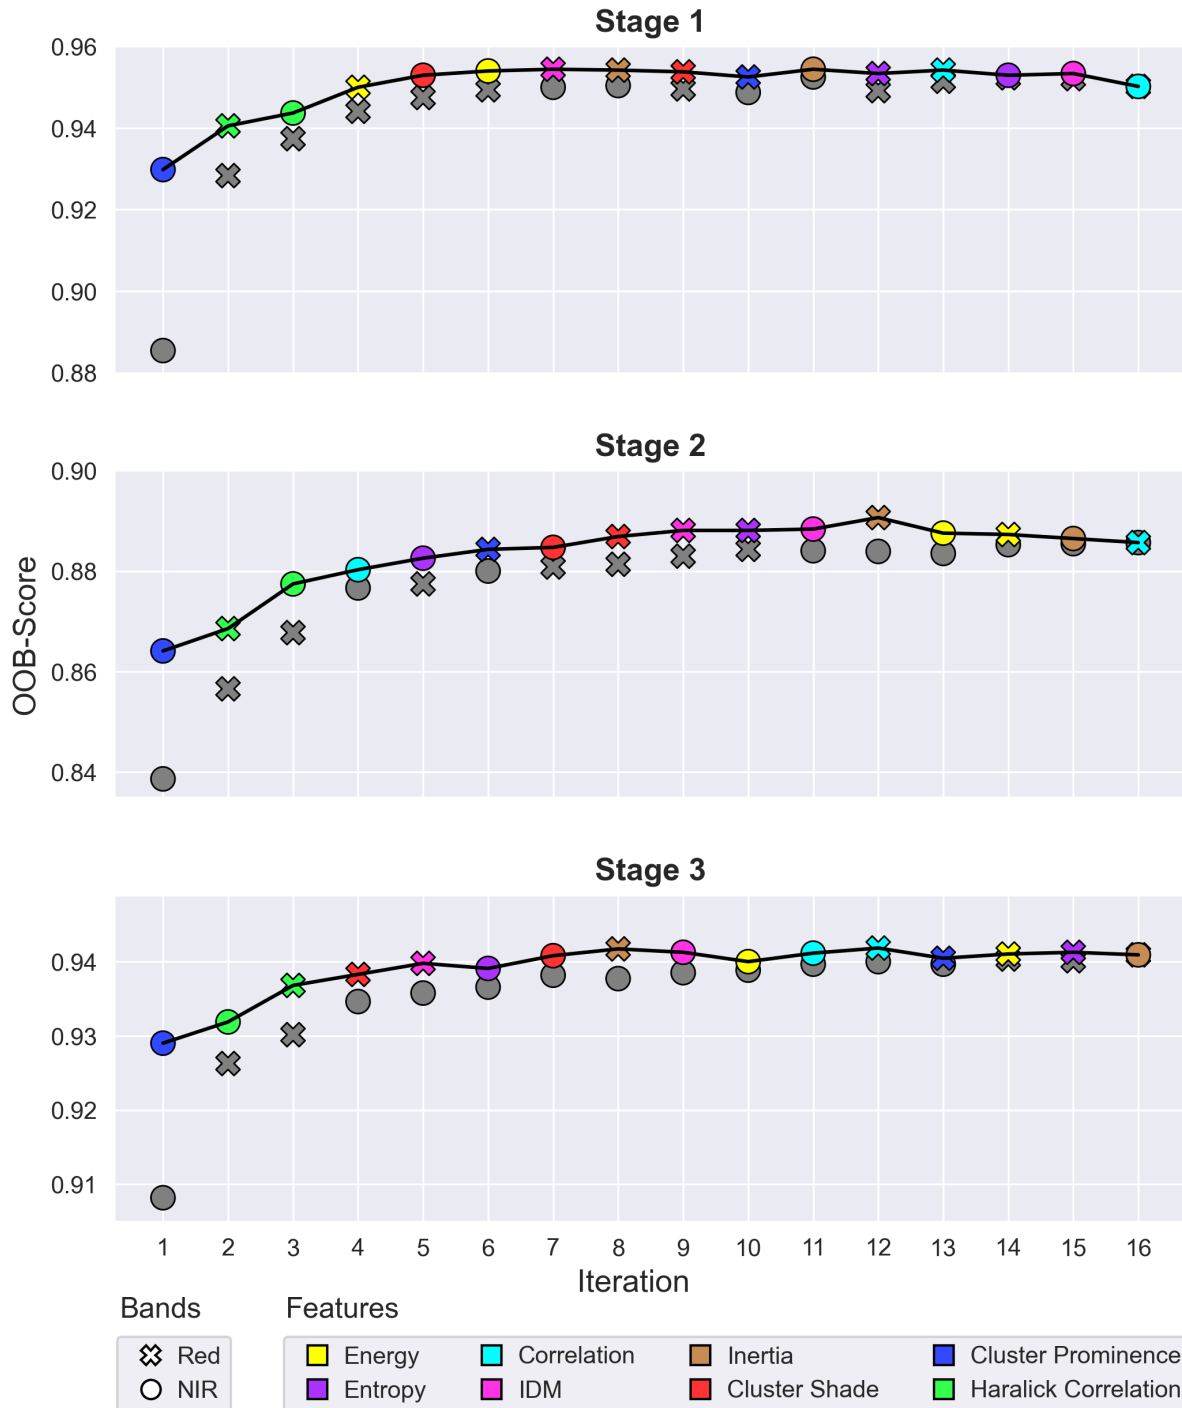 Stage 1
0.96
0.94
0.92
0.90
0.88
Stage 2
0.90
0.88
0.86
0.84
OOB-Score
Stage 3
0.94
0.93
0.92
0.91
1 2 3 4 5 6 7 8 9 10 11 12 13 14 15 16
Iteration
Bands Features
Red Energy Correlation Inertia Cluster Prominence
NIR Entropy IDM Cluster Shade Haralick Correlation